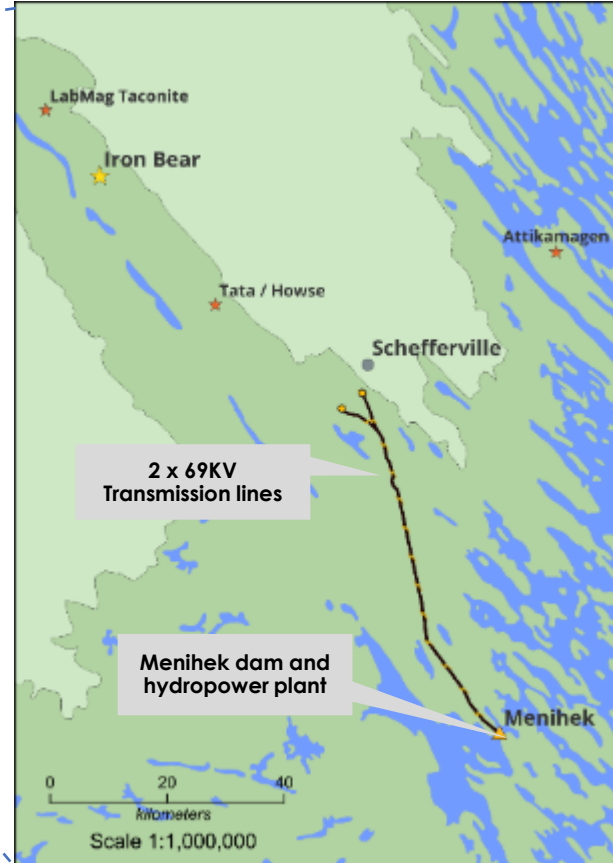 LabMag Taconite
Iron Bear
Attikamagen
Tata / Howse
Schefferville
2 x 69KV
Transmission lines
Menihek dam and
hydropower plant
Menihek
0 20 40
kilometers
Scale 1:1,000,000